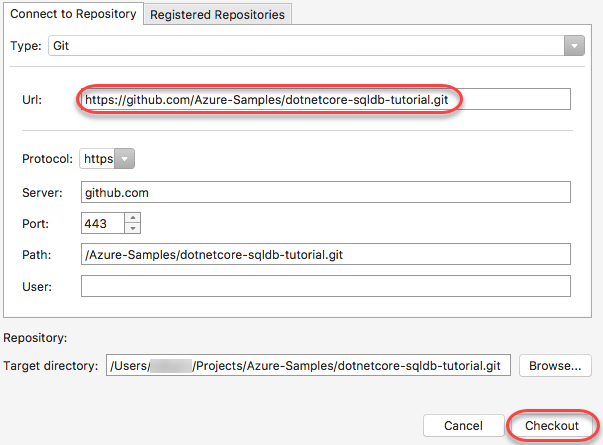 Connect to Repository Registered Repositories
Type: Git
Url: https://github.com/Azure-Samples/dotnetcore-sqldb-tutorial.git
Protocol: https
Server: github.com
Port: 443
Path: /Azure-Samples/dotnetcore-sqldb-tutorial.git
User:
Repository:
Target directory: /Users/ /Projects/Azure-Samples/dotnetcore-sqldb-tutorial.git Browse...
Cancel Checkout